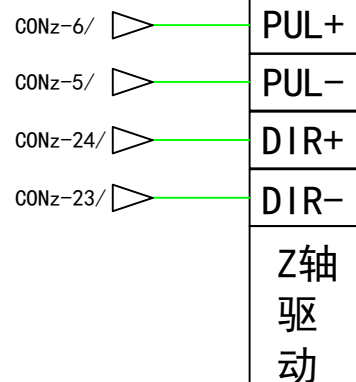 CONz-6/ PUL+
CONz-5/ PUL-
CONz-24/ DIR+
CONz-23/ DIR-
Z轴
驱
动